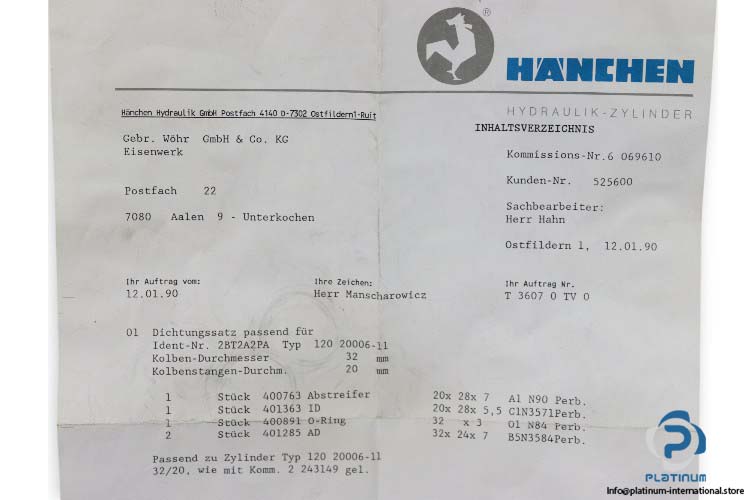 ®
HÄNCHEN
HYDRAULIK-ZYLINDER
Hänchen Hydraulik GmbH Postfach 4140 D-7302 Ostfildern1-Ruit
INHALTSVERZEICHNIS
Gebr. Wöhr GmbH & Co. KG
Eisenwerk
Kommissions-Nr.6 069610
Postfach 22
Kunden-Nr. 525600
7080 Aalen 9 - Unterkochen
Sachbearbeiter:
Herr Hahn
Ostfildern 1, 12.01.90
Ihr Auftrag vom: Ihre Zeichen: Ihr Auftrag Nr.
12.01.90 Herr Manscharowicz T 3607 0 TV 0
01 Dichtungssatz passend für
Ident-Nr. 2BT2A2PA Typ 120 20006-11
Kolben-Durchmesser 32 mm
Kolbenstangen-Durchm. 20 mm
1 Stück 400763 Abstreifer 20x 28x 7 A1 N90 Perb.
1 Stück 401363 ID 20x 28x 5,5 C1N3571Perb.
1 Stück 400891 O-Ring 32 x 3 O1 N84 Perb.
2 Stück 401285 AD 32x 24x 7 B5N3584Perb.
Passend zu Zylinder Typ 120 20006-11
32/20, wie mit Komm. 2 243149 gel.
PLATINUM
INTERNATIONAL
Info@platinum-international.store